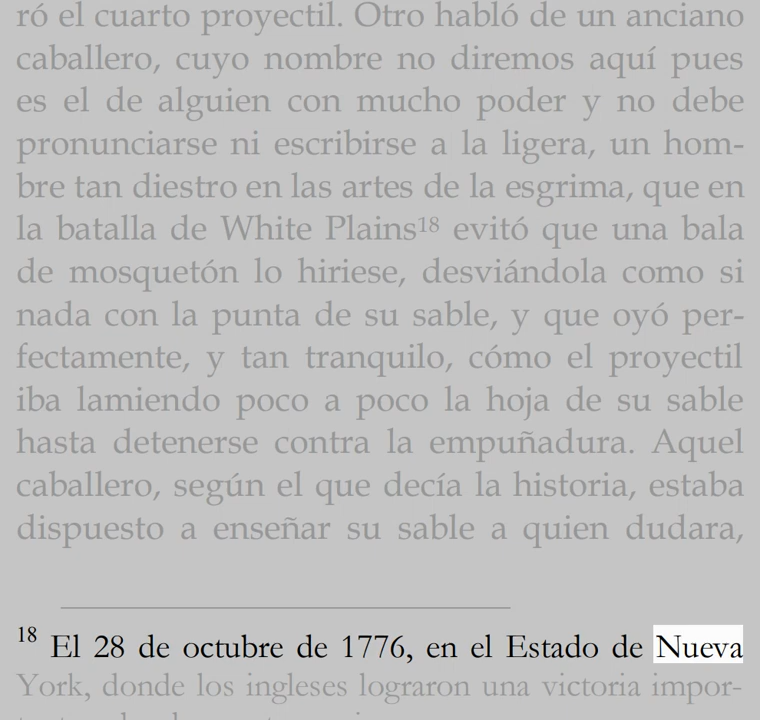 ró el cuarto proyectil. Otro habló de un anciano
caballero, cuyo nombre no diremos aquí pues
es el de alguien con mucho poder y no debe
pronunciarse ni escribirse a la ligera, un hom-
bre tan diestro en las artes de la esgrima, que en
la batalla de White Plains¹⁸ evitó que una bala
de mosquetón lo hiriese, desviándola como si
nada con la punta de su sable, y que oyó per-
fectamente, y tan tranquilo, cómo el proyectil
iba lamiendo poco a poco la hoja de su sable
hasta detenerse contra la empuñadura. Aquel
caballero, según el que decía la historia, estaba
dispuesto a enseñar su sable a quien dudara,
¹⁸ El 28 de octubre de 1776, en el Estado de Nueva
York, donde los ingleses lograron una victoria impor-